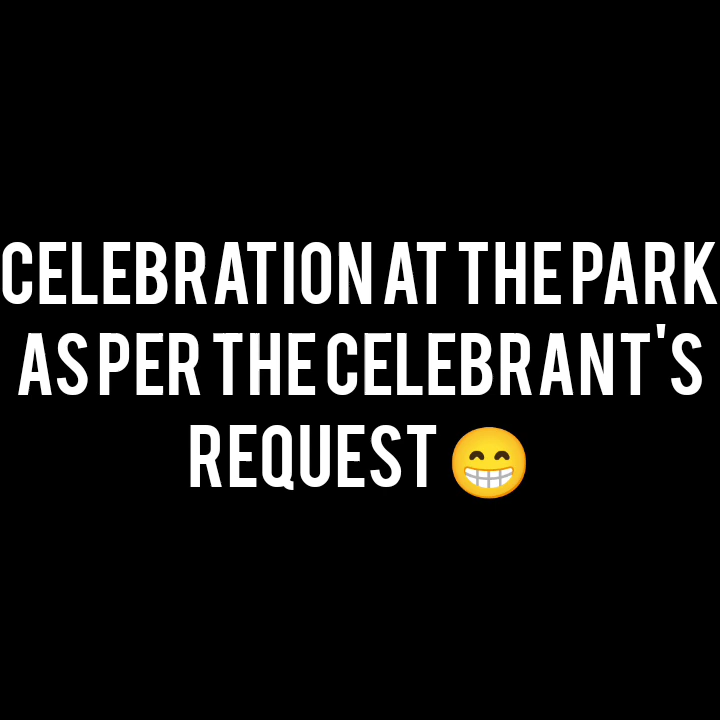 CELEBRATION AT THE PARK
AS PER THE CELEBRANT'S
REQUEST 😁